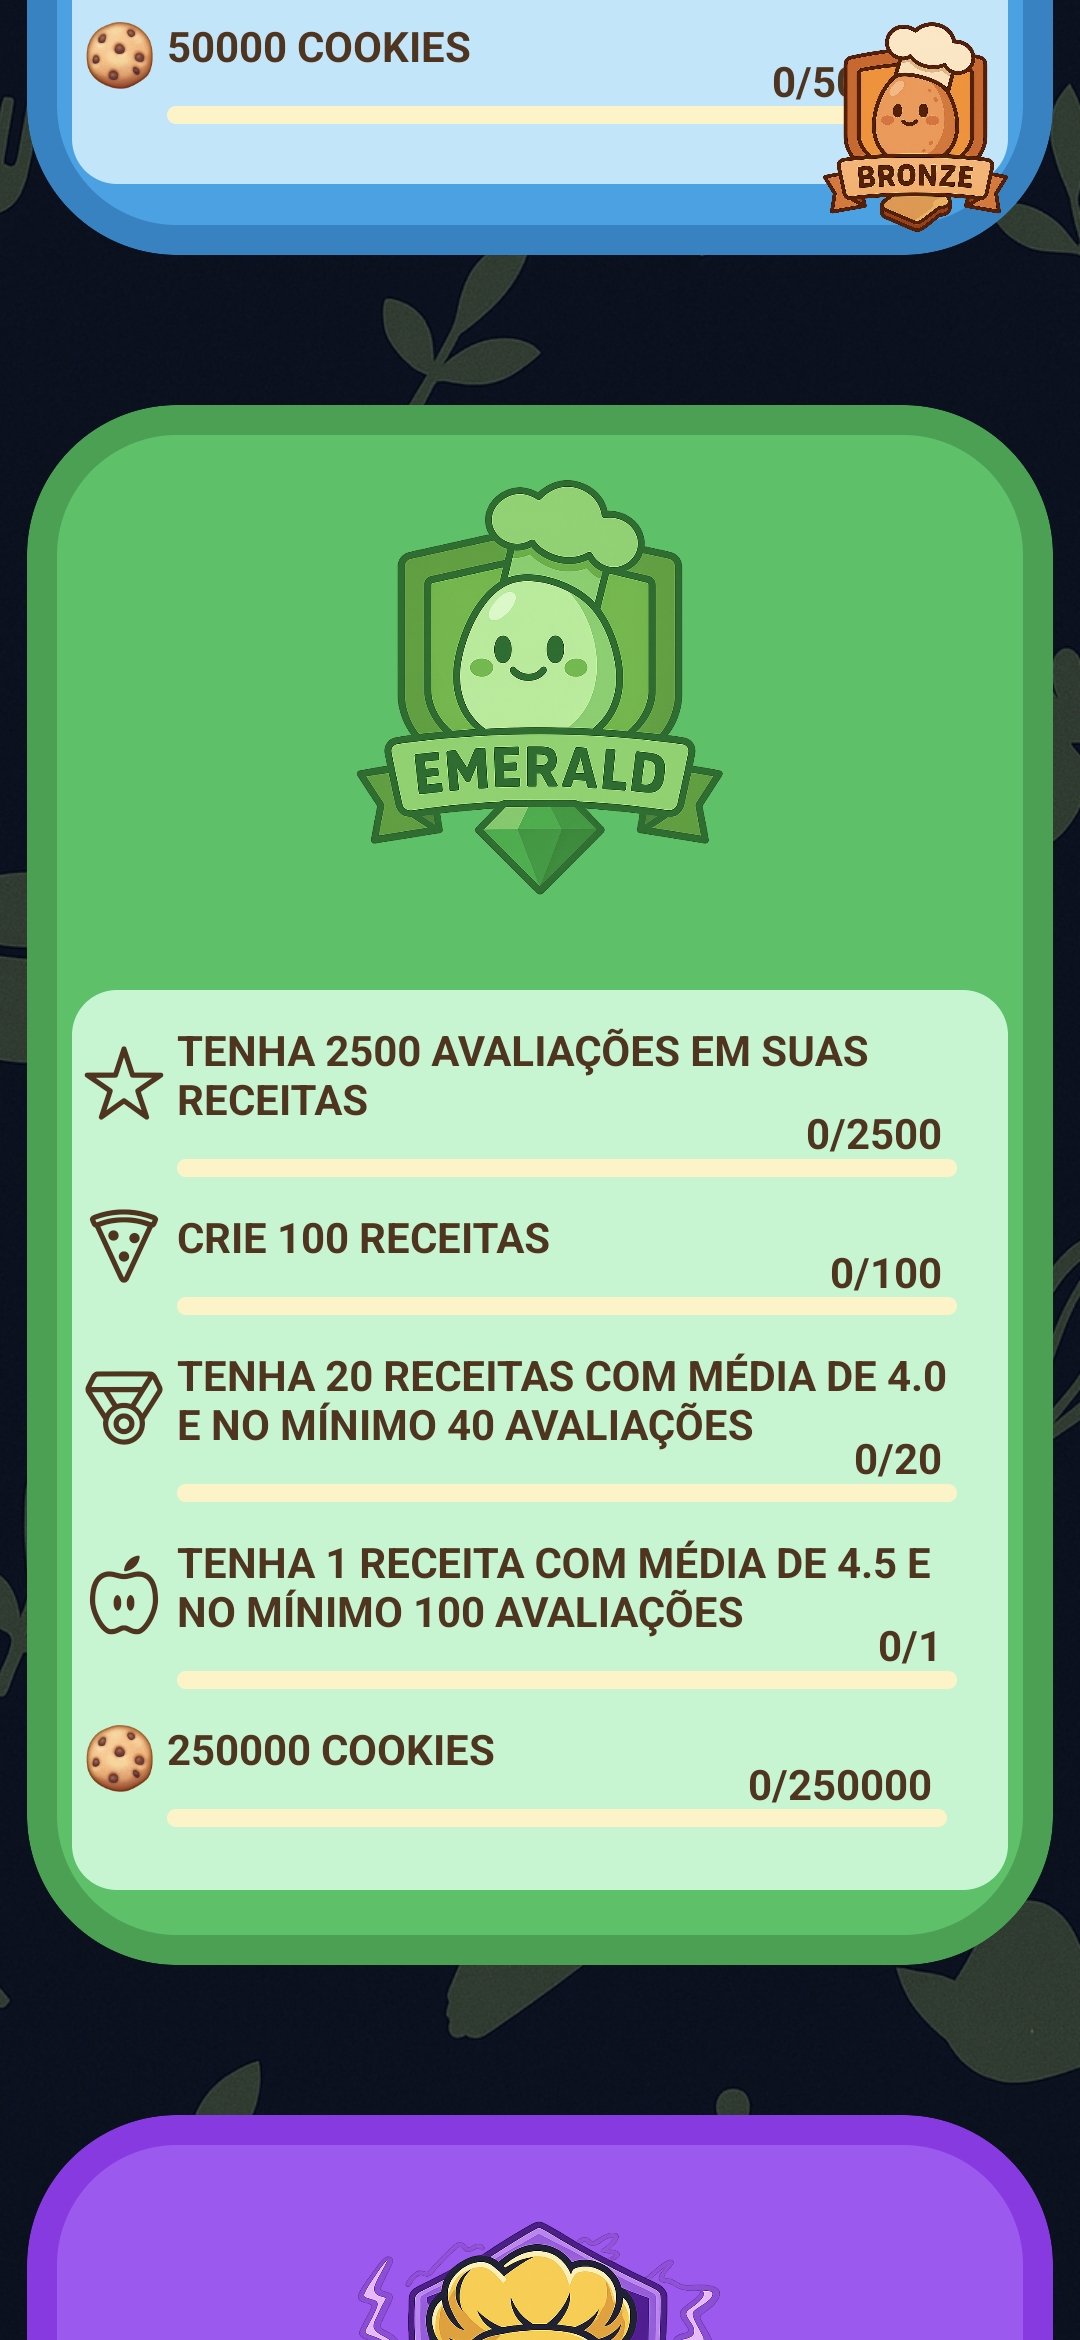 50000 COOKIES
0/50
BRONZE
EMERALD
TENHA 2500 AVALIAÇÕES EM SUAS
RECEITAS
0/2500
CRIE 100 RECEITAS
0/100
TENHA 20 RECEITAS COM MÉDIA DE 4.0
E NO MÍNIMO 40 AVALIAÇÕES
0/20
TENHA 1 RECEITA COM MÉDIA DE 4.5 E
NO MÍNIMO 100 AVALIAÇÕES
0/1
250000 COOKIES
0/250000